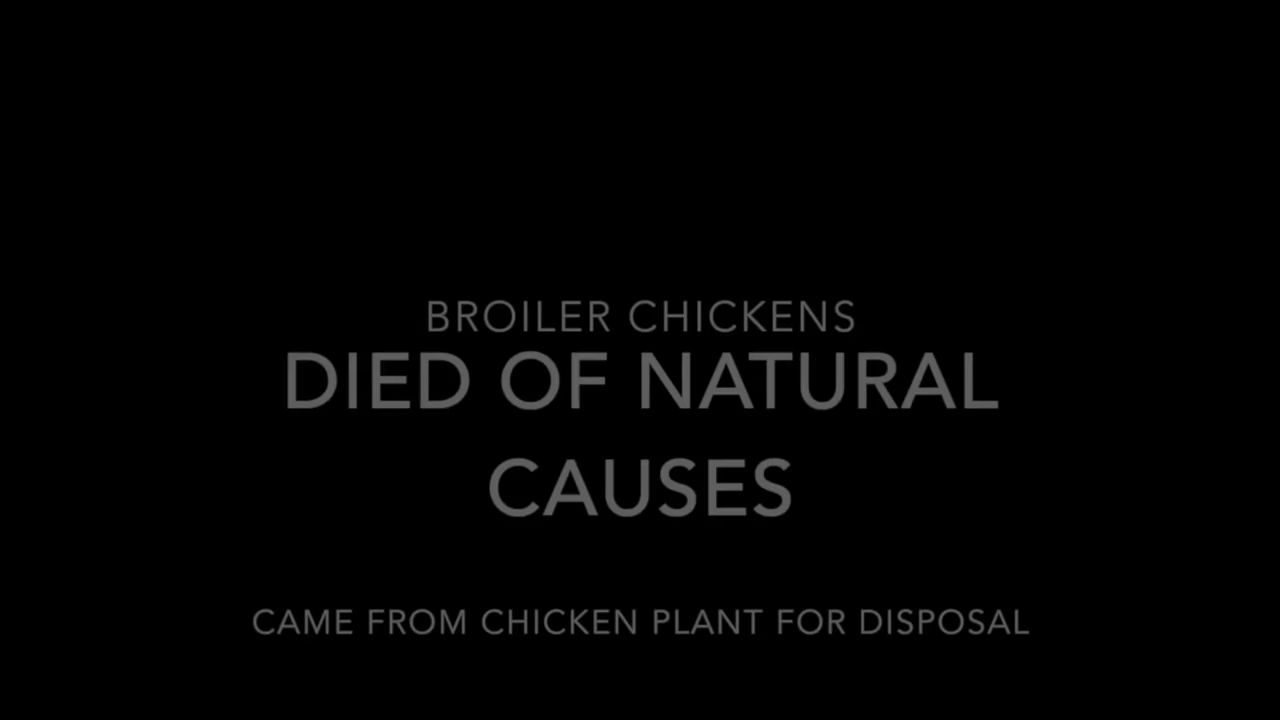 BROILER CHICKENS
DIED OF NATURAL
CAUSES
CAME FROM CHICKEN PLANT FOR DISPOSAL